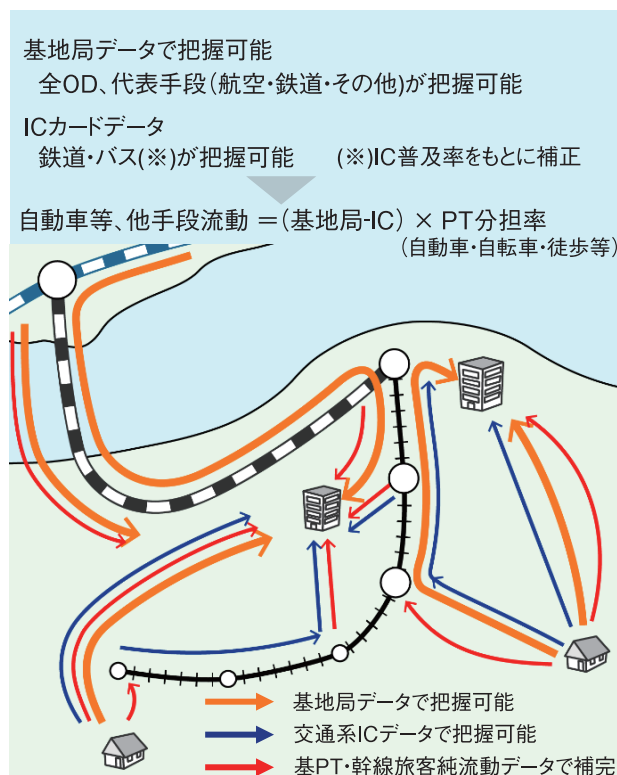 基地局データで把握可能
全OD、代表手段（航空・鉄道・その他)が把握可能
ICカードデータ
鉄道・バス(※)が把握可能　(※)IC普及率をもとに補正
自動車等、他手段流動 ＝(基地局-IC) × PT分担率
(自動車・自転車・徒歩等)
基地局データで把握可能
交通系ICデータで把握可能
基PT・幹線旅客純流動データで補完